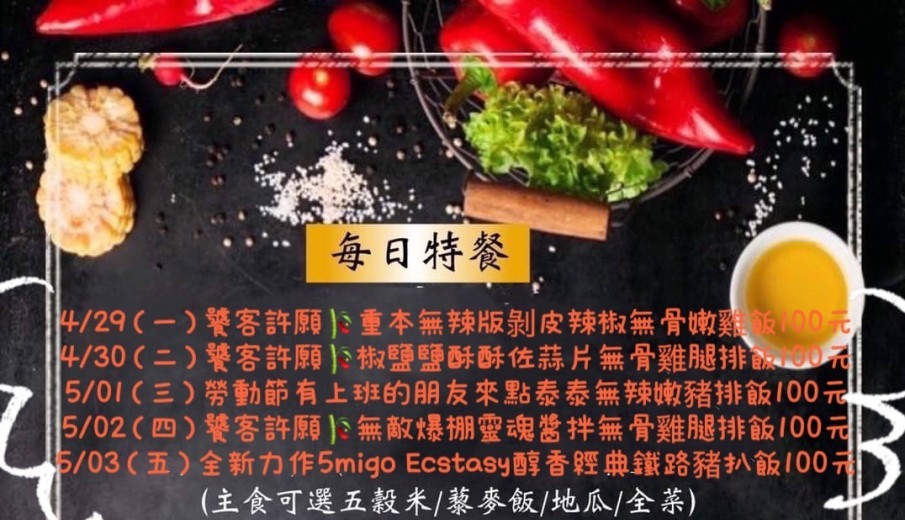 每日特餐
4/29(一)饕客許願🎋重本無辣版剝皮辣椒無骨嫩雞飯100元
4/30(二)饕客許願🎋椒鹽鹽酥酥佐蒜片無骨雞腿排飯100元
5/01(三)勞動節有上班的朋友來點泰泰無辣嫩豬排飯100元
5/02(四)饕客許願🎋無敵爆掤靈魂醬拌無骨雞腿排飯100元
5/03(五)全新力作5migo Ecstasy醇香經典鐵路豬扒飯100元
(主食可選五穀米/藜麥飯/地瓜/全菜)